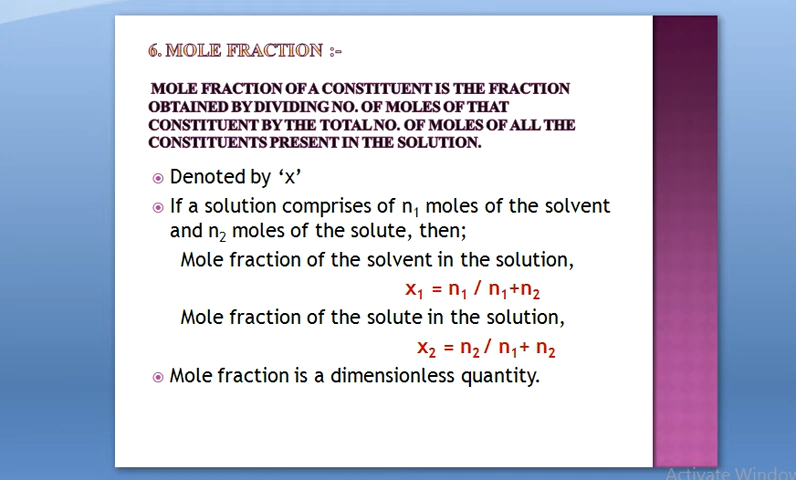 6. MOLE FRACTION :-
MOLE FRACTION OF A CONSTITUENT IS THE FRACTION
OBTAINED BY DIVIDING NO. OF MOLES OF THAT
CONSTITUENT BY THE TOTAL NO. OF MOLES OF ALL THE
CONSTITUENTS PRESENT IN THE SOLUTION.
Denoted by ‘x’
If a solution comprises of n₁ moles of the solvent
and n₂ moles of the solute, then;
Mole fraction of the solvent in the solution,
x₁ = n₁ / n₁+n₂
Mole fraction of the solute in the solution,
x₂ = n₂ / n₁+ n₂
Mole fraction is a dimensionless quantity.
Activate Window